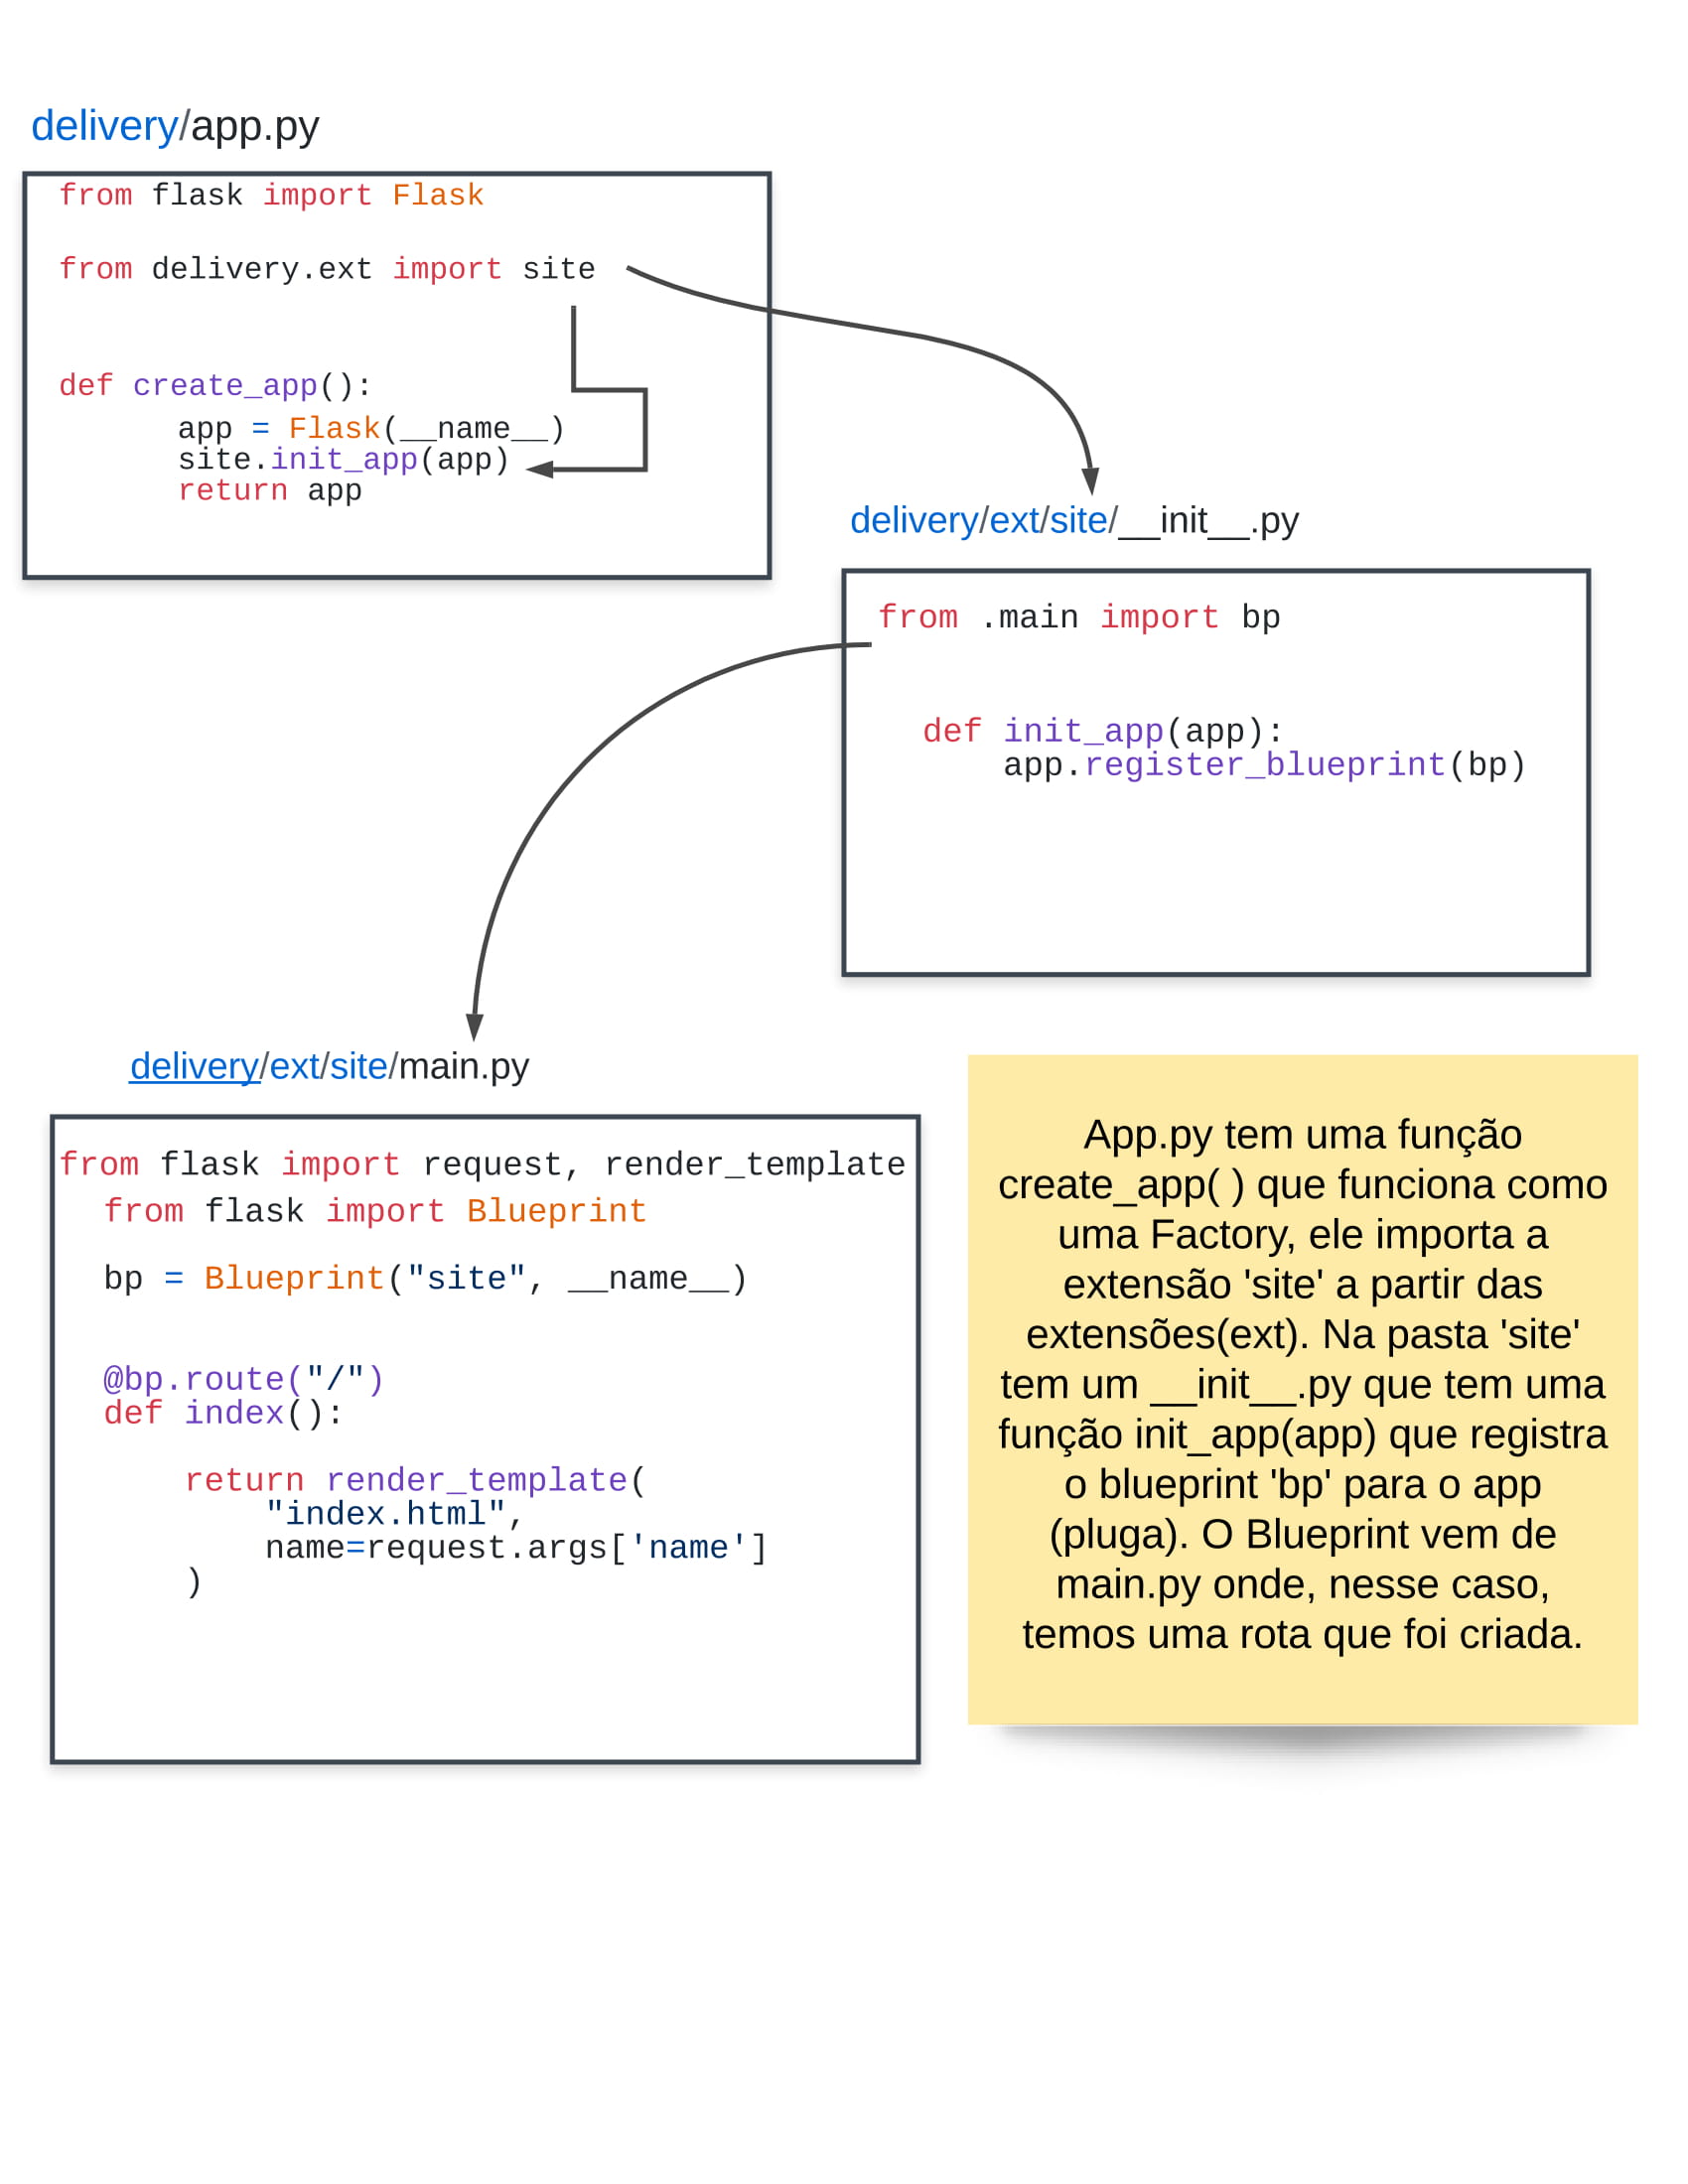 delivery/app.py
from flask import Flask
from delivery.ext import site
def create_app():
app = Flask(__name__)
site.init_app(app)
return app
delivery/ext/site/__init__.py
from .main import bp
def init_app(app):
app.register_blueprint(bp)
delivery/ext/site/main.py
from flask import request, render_template
from flask import Blueprint
bp = Blueprint("site", __name__)
@bp.route("/")
def index():
return render_template(
"index.html",
name=request.args['name']
)
App.py tem uma função
create_app( ) que funciona como
uma Factory, ele importa a
extensão 'site' a partir das
extensões(ext). Na pasta 'site'
tem um __init__.py que tem uma
função init_app(app) que registra
o blueprint 'bp' para o app
(pluga). O Blueprint vem de
main.py onde, nesse caso,
temos uma rota que foi criada.